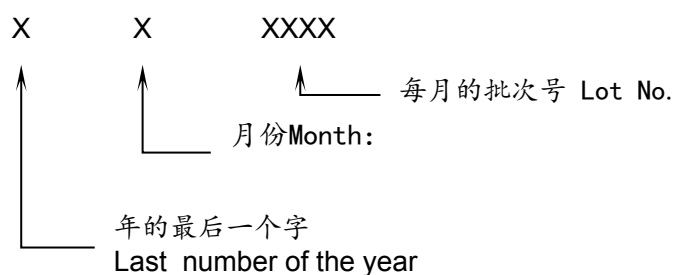 X X XXXX
每月的批次号 Lot No.
月份Month:
年的最后一个字
Last number of the year